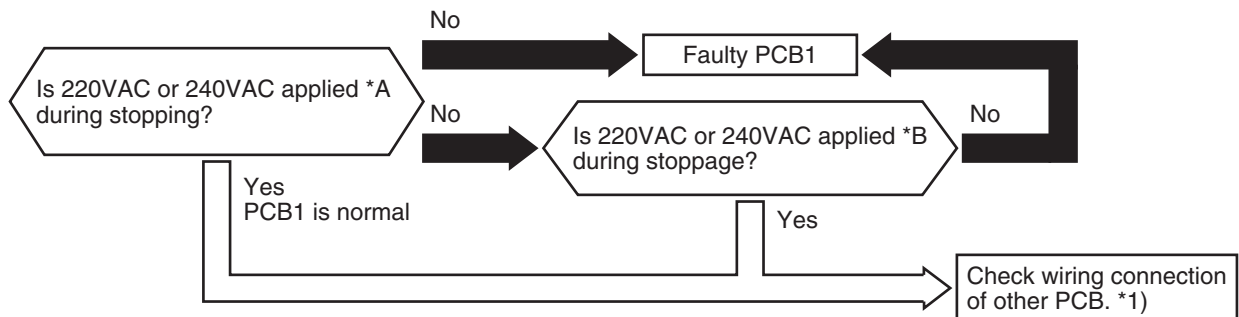 No
Faulty PCB1
Is 220VAC or 240VAC applied *A
during stopping?
No
Is 220VAC or 240VAC applied *B
during stoppage?
No
Yes
PCB1 is normal
Yes
Check wiring connection
of other PCB. *1)